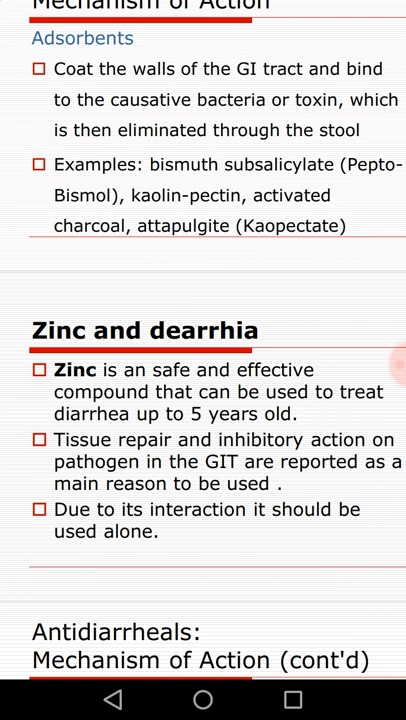 Mechanism of Action
Adsorbents
Coat the walls of the GI tract and bind
to the causative bacteria or toxin, which
is then eliminated through the stool
Examples: bismuth subsalicylate (Pepto-
Bismol), kaolin-pectin, activated
charcoal, attapulgite (Kaopectate)
Zinc and dearrhia
Zinc is an safe and effective
compound that can be used to treat
diarrhea up to 5 years old.
Tissue repair and inhibitory action on
pathogen in the GIT are reported as a
main reason to be used .
Due to its interaction it should be
used alone.
Antidiarrheals:
Mechanism of Action (cont'd)